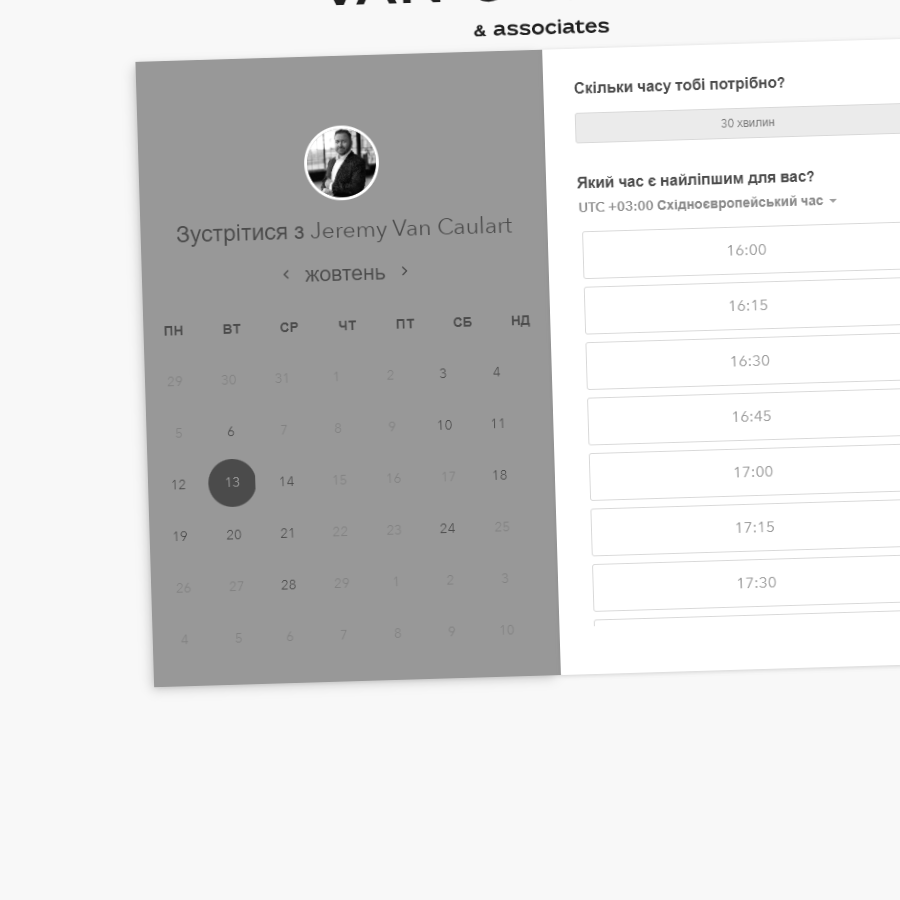 & associates
Зустрітися з Jeremy Van Caulart
‹ жовтень ›
ПН ВТ СР ЧТ ПТ СБ НД
29 30 31 1 2 3 4
5 6 7 8 9 10 11
12 13 14 15 16 17 18
19 20 21 22 23 24 25
26 27 28 29 1 2 3
4 5 6 7 8 9 10
Скільки часу тобі потрібно?
30 хвилин
Який час є найліпшим для вас?
UTC +03:00 Східноєвропейський час
16:00
16:15
16:30
16:45
17:00
17:15
17:30